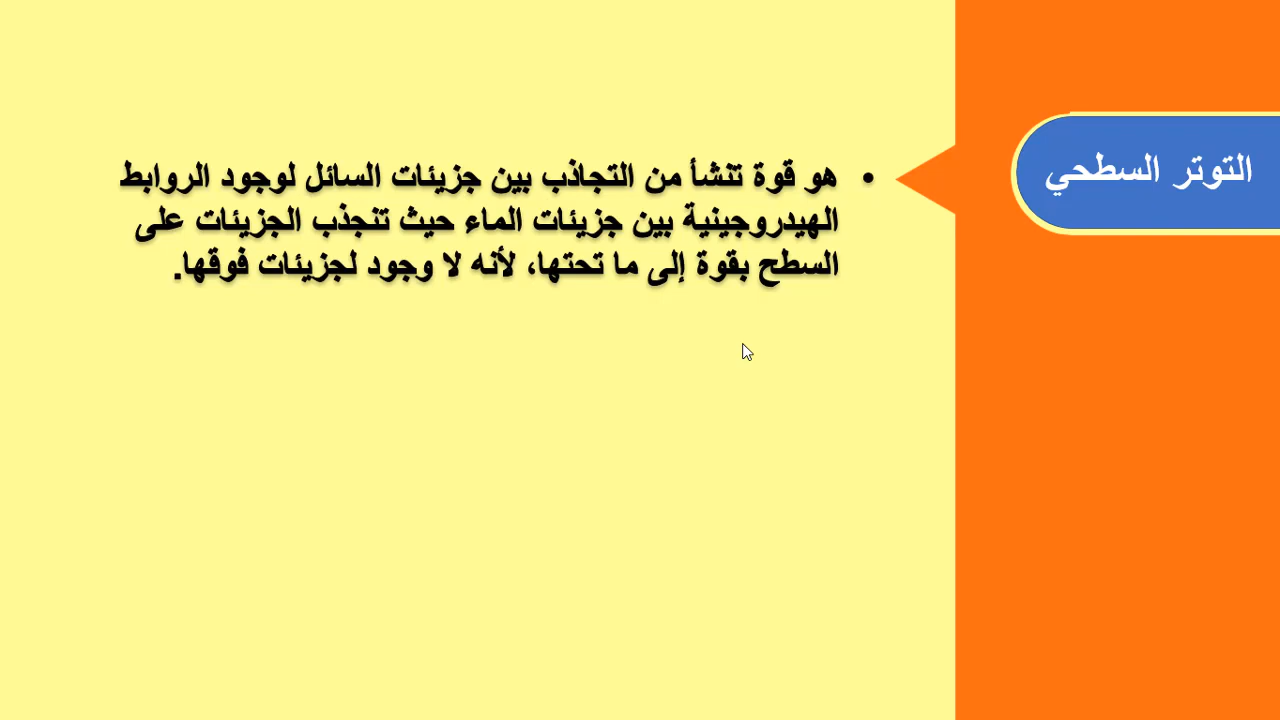 التوتر السطحي
• هو قوة تنشأ من التجاذب بين جزيئات السائل لوجود الروابط
الهيدروجينية بين جزيئات الماء حيث تنجذب الجزيئات على
السطح بقوة إلى ما تحتها، لأنه لا وجود لجزيئات فوقها.